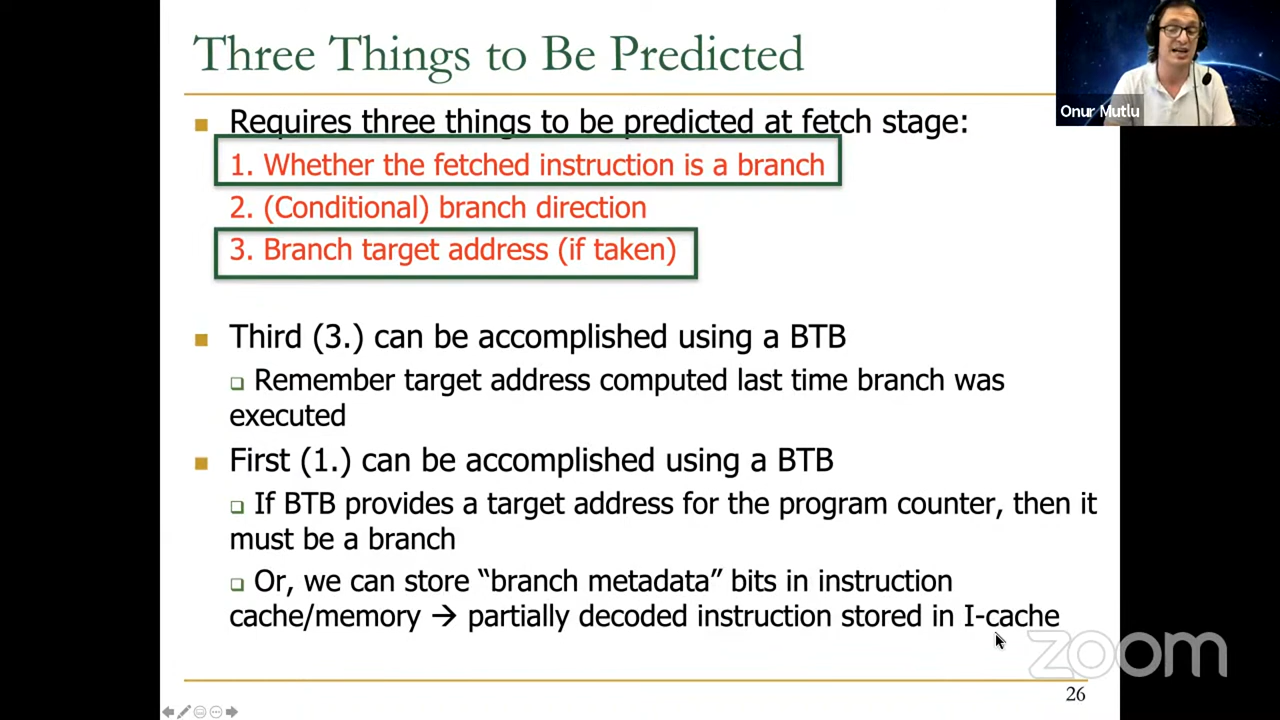 Three Things to Be Predicted
Onur Mutlu
Requires three things to be predicted at fetch stage:
1. Whether the fetched instruction is a branch
2. (Conditional) branch direction
3. Branch target address (if taken)
Third (3.) can be accomplished using a BTB
Remember target address computed last time branch was
executed
First (1.) can be accomplished using a BTB
If BTB provides a target address for the program counter, then it
must be a branch
Or, we can store “branch metadata” bits in instruction
cache/memory → partially decoded instruction stored in I-cache
zoom
26